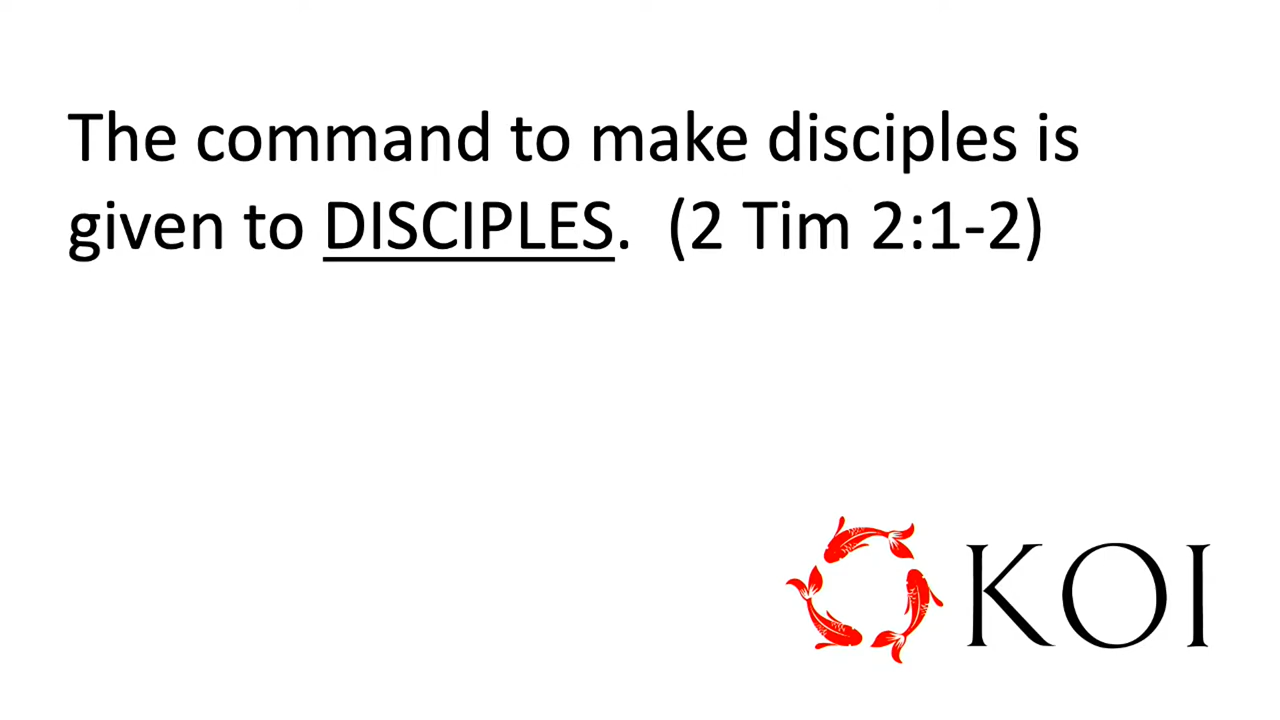 The command to make disciples is
given to DISCIPLES.  (2 Tim 2:1-2)
KOI